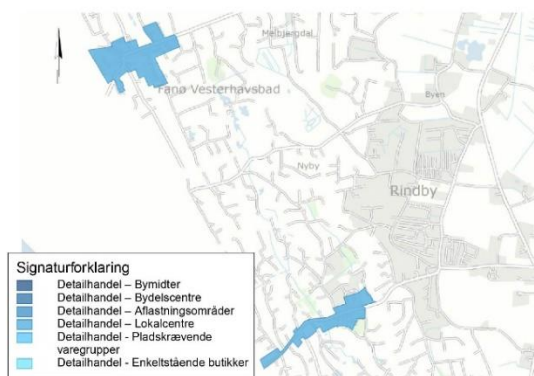 Melbjergdal
Fanø Vesterhavsbad
Byen
Nyby
Rindby
Signaturforklaring
Detailhandel – Bymidter
Detailhandel – Bydelscentre
Detailhandel – Aflastningsområder
Detailhandel – Lokalcentre
Detailhandel - Pladskrævende
varegrupper
Detailhandel - Enkeltstående butikker